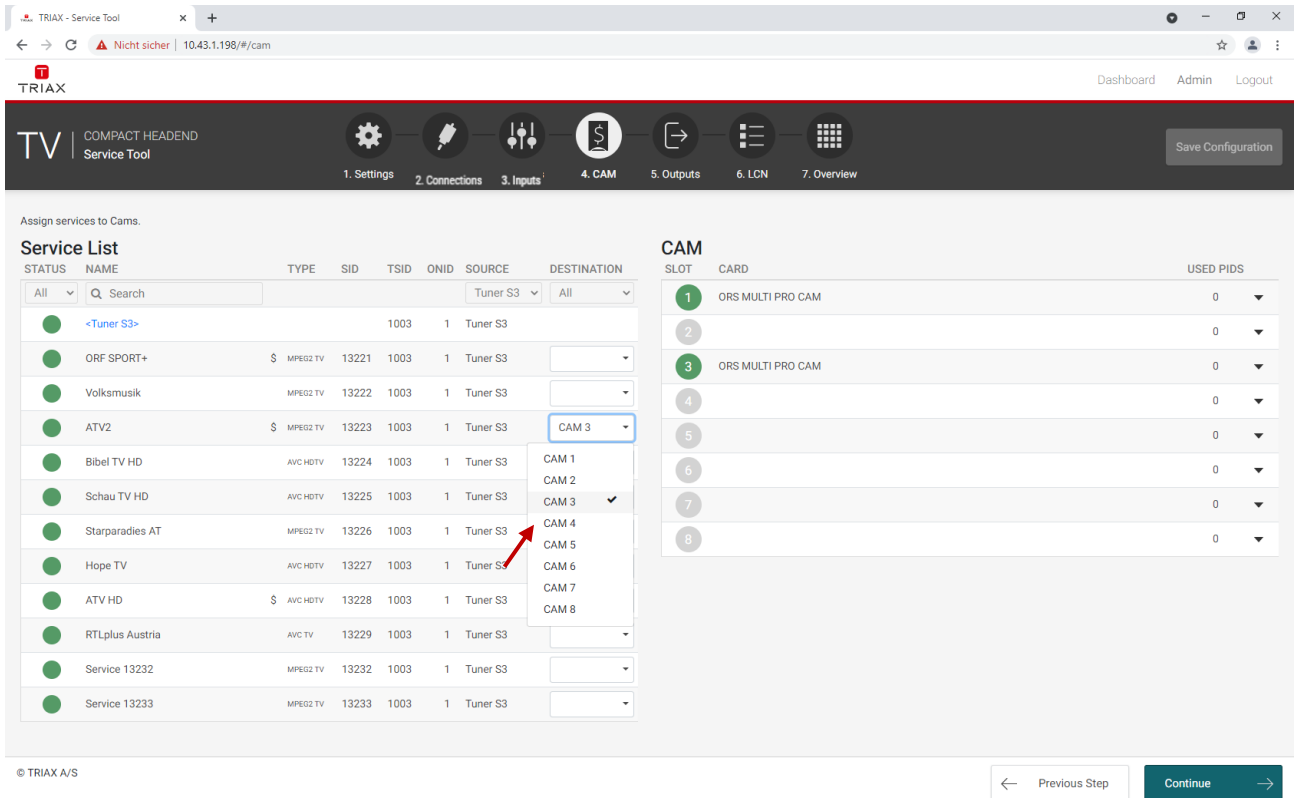 TRIAX - Service Tool
Nicht sicher | 10.43.1.198/#/cam
TRIAX
Dashboard Admin Logout
TV | COMPACT HEADEND
Service Tool
1. Settings 2. Connections 3. Inputs 4. CAM 5. Outputs 6. LCN 7. Overview
Save Configuration
Assign services to Cams.
Service List
STATUS NAME TYPE SID TSID ONID SOURCE DESTINATION
All Search Tuner S3 All
<Tuner S3> 1003 1 Tuner S3
ORF SPORT+ $ MPEG2 TV 13221 1003 1 Tuner S3
Volksmusik MPEG2 TV 13222 1003 1 Tuner S3
ATV2 $ MPEG2 TV 13223 1003 1 Tuner S3 CAM 3
Bibel TV HD AVC HDTV 13224 1003 1 Tuner S3
Schau TV HD AVC HDTV 13225 1003 1 Tuner S3
Starparadies AT MPEG2 TV 13226 1003 1 Tuner S3
Hope TV AVC HDTV 13227 1003 1 Tuner S3
ATV HD $ AVC HDTV 13228 1003 1 Tuner S3
RTLplus Austria AVC TV 13229 1003 1 Tuner S3
Service 13232 MPEG2 TV 13232 1003 1 Tuner S3
Service 13233 MPEG2 TV 13233 1003 1 Tuner S3
CAM 1
CAM 2
CAM 3
CAM 4
CAM 5
CAM 6
CAM 7
CAM 8
CAM
SLOT CARD USED PIDS
1 ORS MULTI PRO CAM 0
2 0
3 ORS MULTI PRO CAM 0
4 0
5 0
6 0
7 0
8 0
© TRIAX A/S
Previous Step
Continue